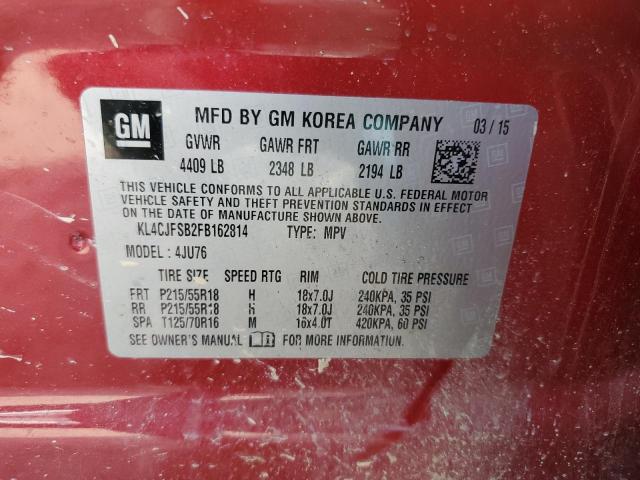 GM
MFD BY GM KOREA COMPANY 03 / 15
GVWR GAWR FRT GAWR RR
4409 LB 2348 LB 2194 LB
THIS VEHICLE CONFORMS TO ALL APPLICABLE U.S. FEDERAL MOTOR
VEHICLE SAFETY AND THEFT PREVENTION STANDARDS IN EFFECT
ON THE DATE OF MANUFACTURE SHOWN ABOVE.
KL4CJFSB2FB162814 TYPE: MPV
MODEL : 4JU76
TIRE SIZE SPEED RTG RIM COLD TIRE PRESSURE
FRT P215/55R18 H 18x7.0J 240KPA, 35 PSI
RR P215/55R18 18x7.0J 240KPA, 35 PSI
SPA T125/70R16 M 16x4.0T 420KPA, 60 PSI
SEE OWNER'S MANUAL FOR MORE INFORMATION.